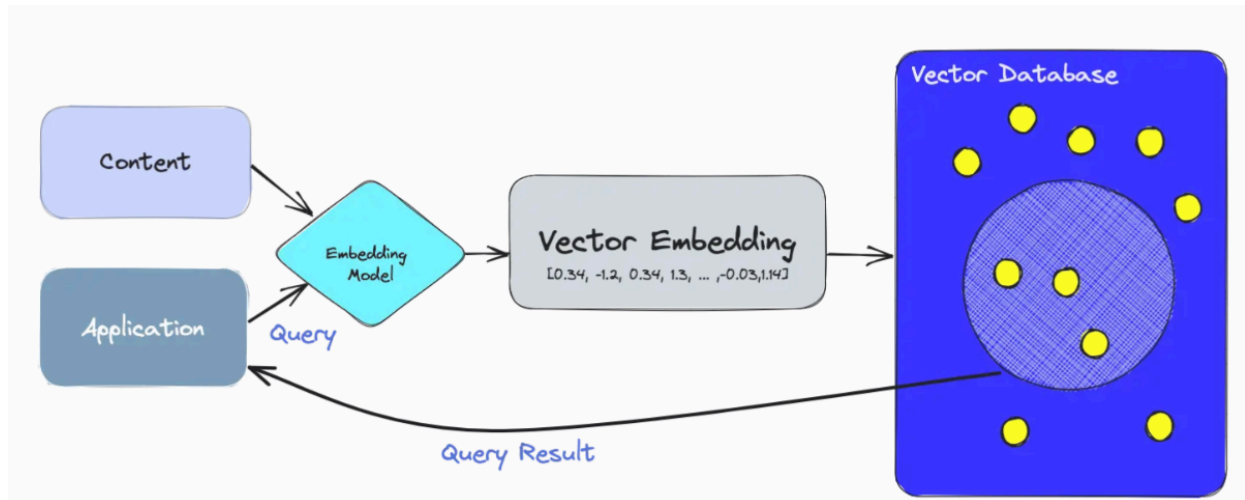 Vector Database
Content
Embedding
Model
Vector Embedding
[0.34, -1.2, 0.34, 1.3, ... ,-0.03,1.14]
Application
Query
Query Result